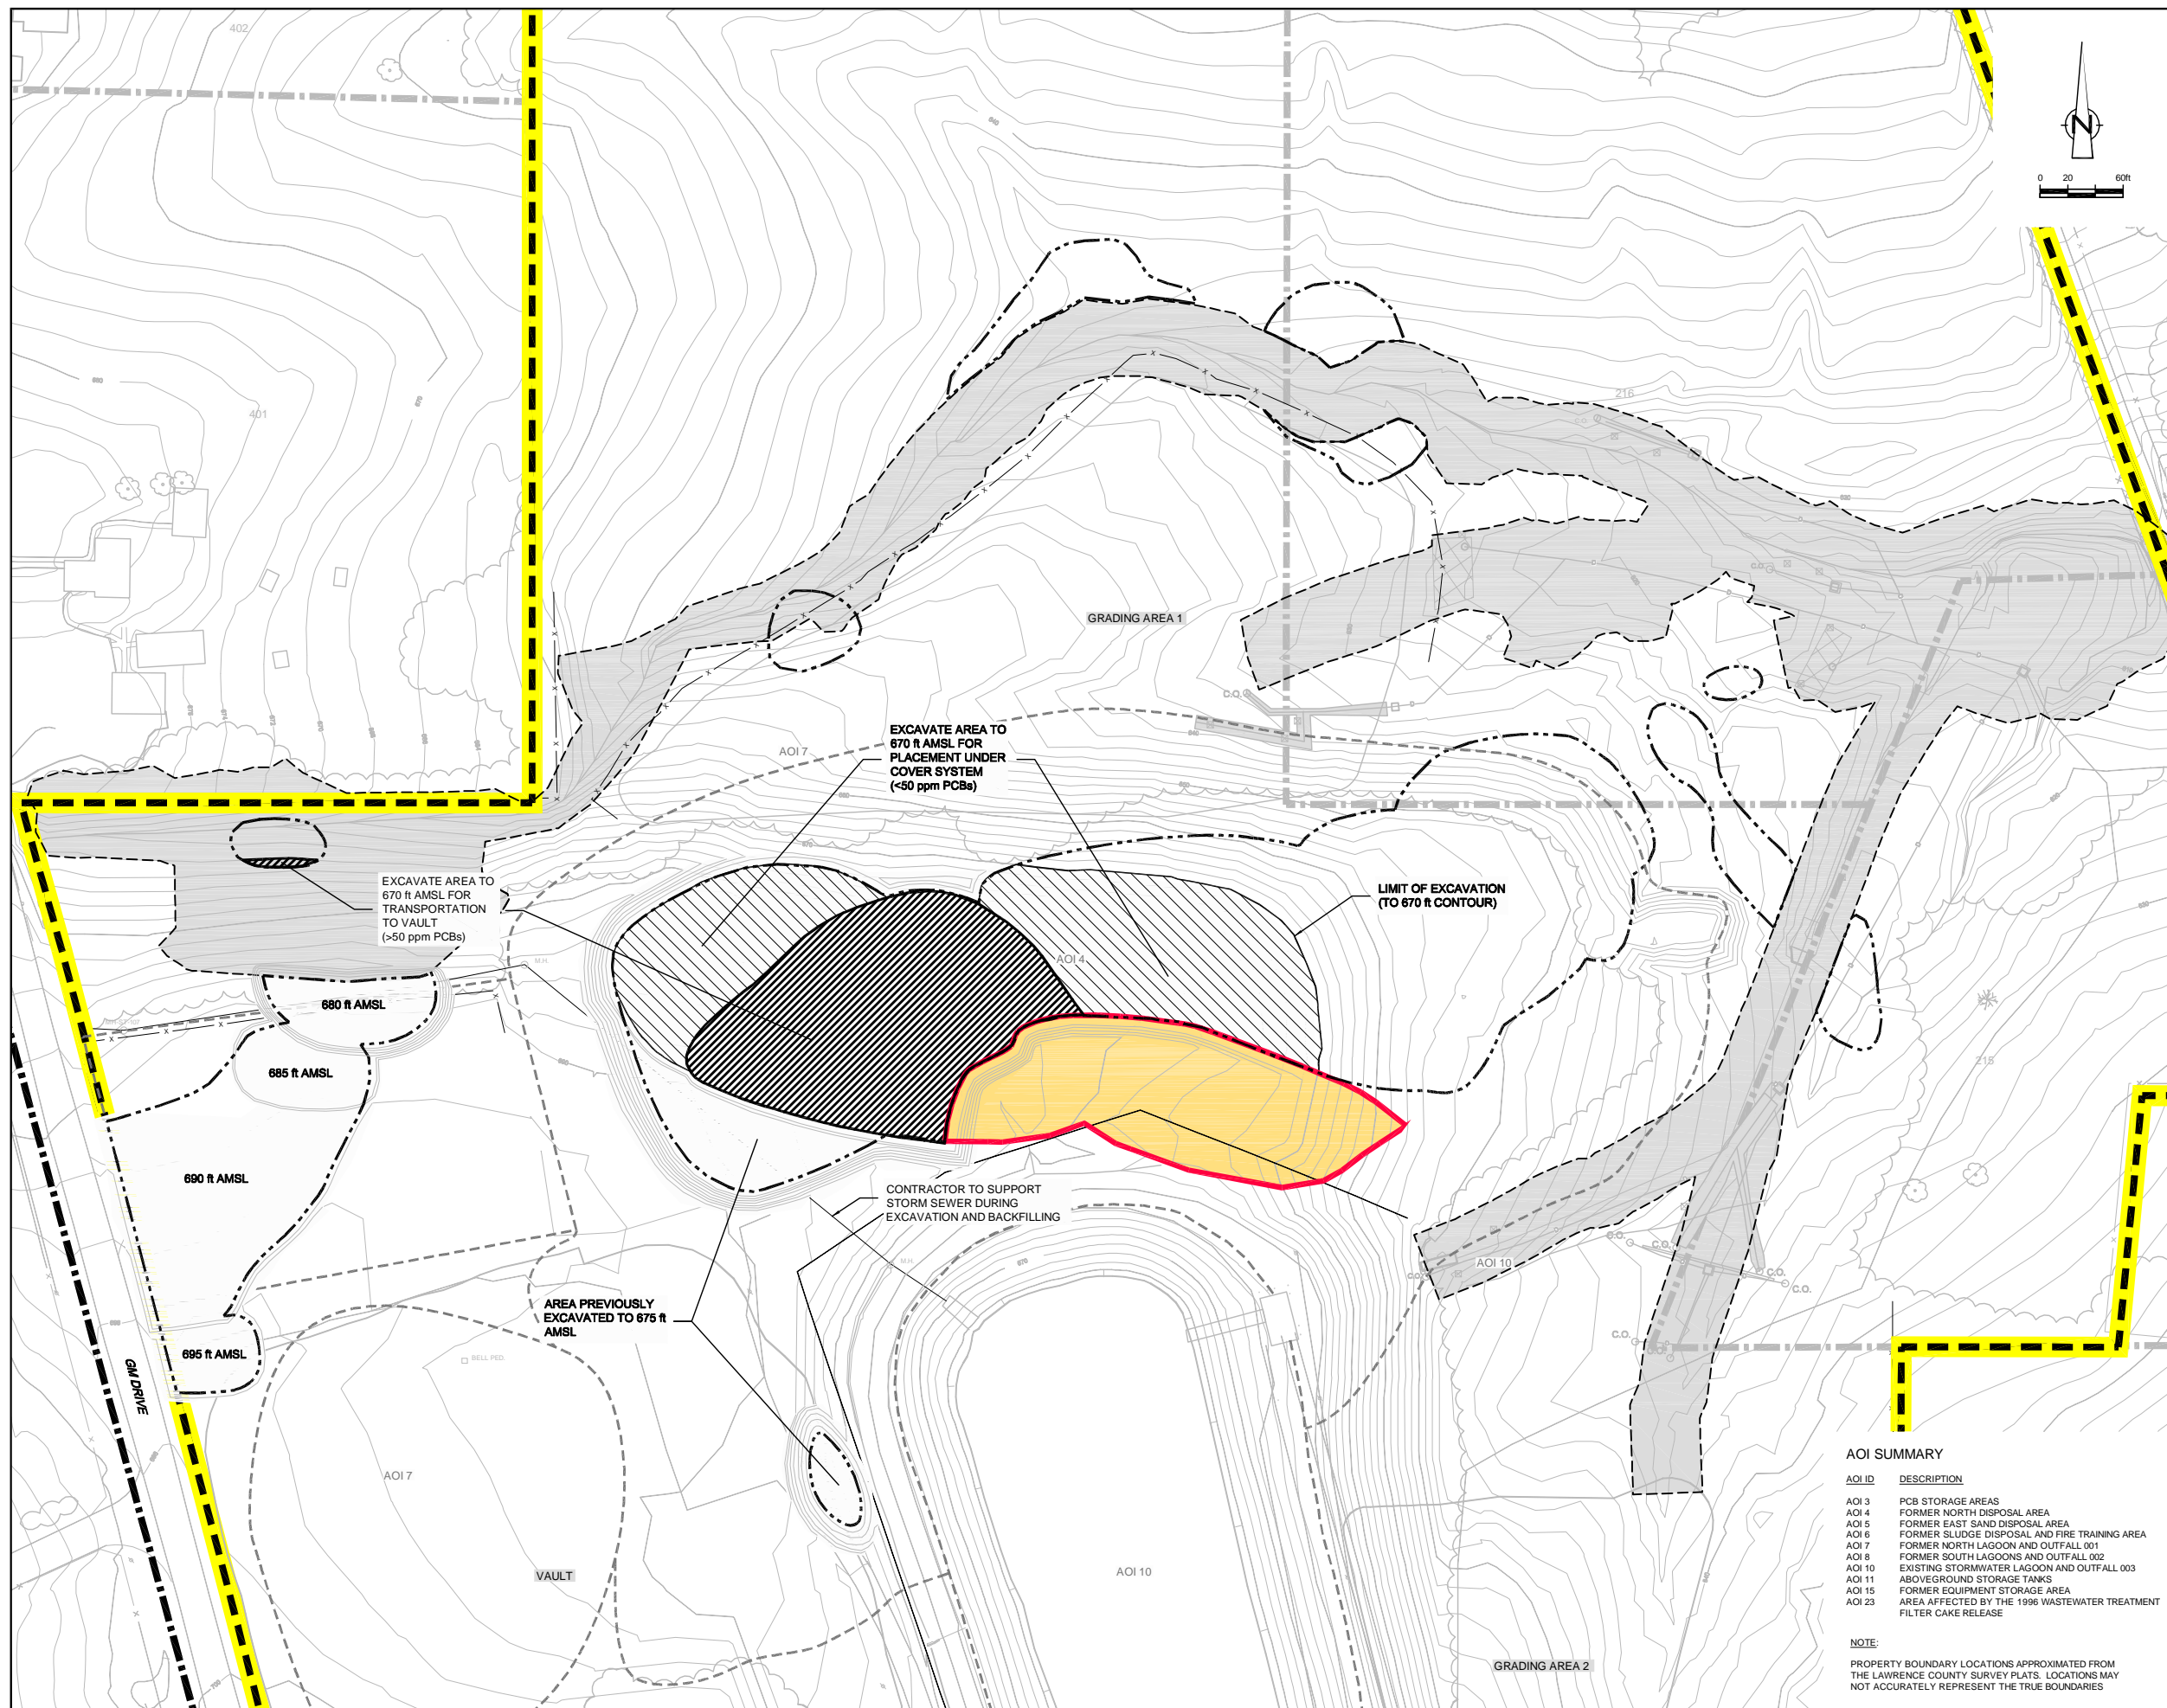 402
N
0 20 60ft
640
401
216
GRADING AREA 1
C.O.
C.O.
AOI 7
EXCAVATE AREA TO
670 ft AMSL FOR
PLACEMENT UNDER
COVER SYSTEM
(<50 ppm PCBs)
EXCAVATE AREA TO
670 ft AMSL FOR
TRANSPORTATION
TO VAULT
(>50 ppm PCBs)
LIMIT OF EXCAVATION
(TO 670 ft CONTOUR)
AOI 4
M.H.
680 ft AMSL
685 ft AMSL
215
690 ft AMSL
CONTRACTOR TO SUPPORT
STORM SEWER DURING
EXCAVATION AND BACKFILLING
M.H.
670
AOI 10
C.O.
C.O.
C.O.
C.O.
C.O.
C.O.
AREA PREVIOUSLY
EXCAVATED TO 675 ft
AMSL
695 ft AMSL
BELL PED.
GM DRIVE
AOI 7
VAULT
AOI 10
GRADING AREA 2
700
AOI SUMMARY
AOI ID DESCRIPTION
AOI 3 PCB STORAGE AREAS
AOI 4 FORMER NORTH DISPOSAL AREA
AOI 5 FORMER EAST SAND DISPOSAL AREA
AOI 6 FORMER SLUDGE DISPOSAL AND FIRE TRAINING AREA
AOI 7 FORMER NORTH LAGOON AND OUTFALL 001
AOI 8 FORMER SOUTH LAGOONS AND OUTFALL 002
AOI 10 EXISTING STORMWATER LAGOON AND OUTFALL 003
AOI 11 ABOVEGROUND STORAGE TANKS
AOI 15 FORMER EQUIPMENT STORAGE AREA
AOI 23 AREA AFFECTED BY THE 1996 WASTEWATER TREATMENT
FILTER CAKE RELEASE
NOTE:
PROPERTY BOUNDARY LOCATIONS APPROXIMATED FROM
THE LAWRENCE COUNTY SURVEY PLATS. LOCATIONS MAY
NOT ACCURATELY REPRESENT THE TRUE BOUNDARIES